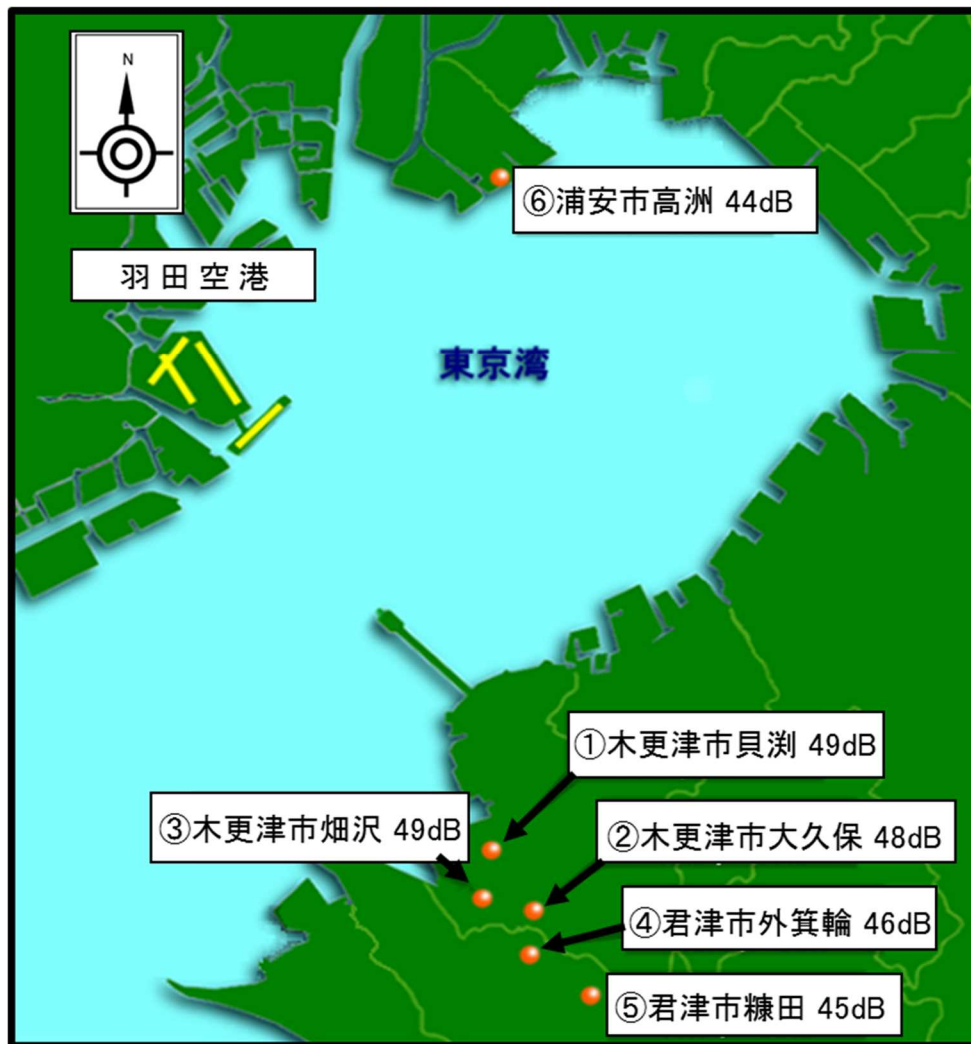 N
⑥浦安市高洲 44dB
羽田空港
東京湾
①木更津市貝渕 49dB
③木更津市畑沢 49dB
②木更津市大久保 48dB
④君津市外箕輪 46dB
⑤君津市糠田 45dB